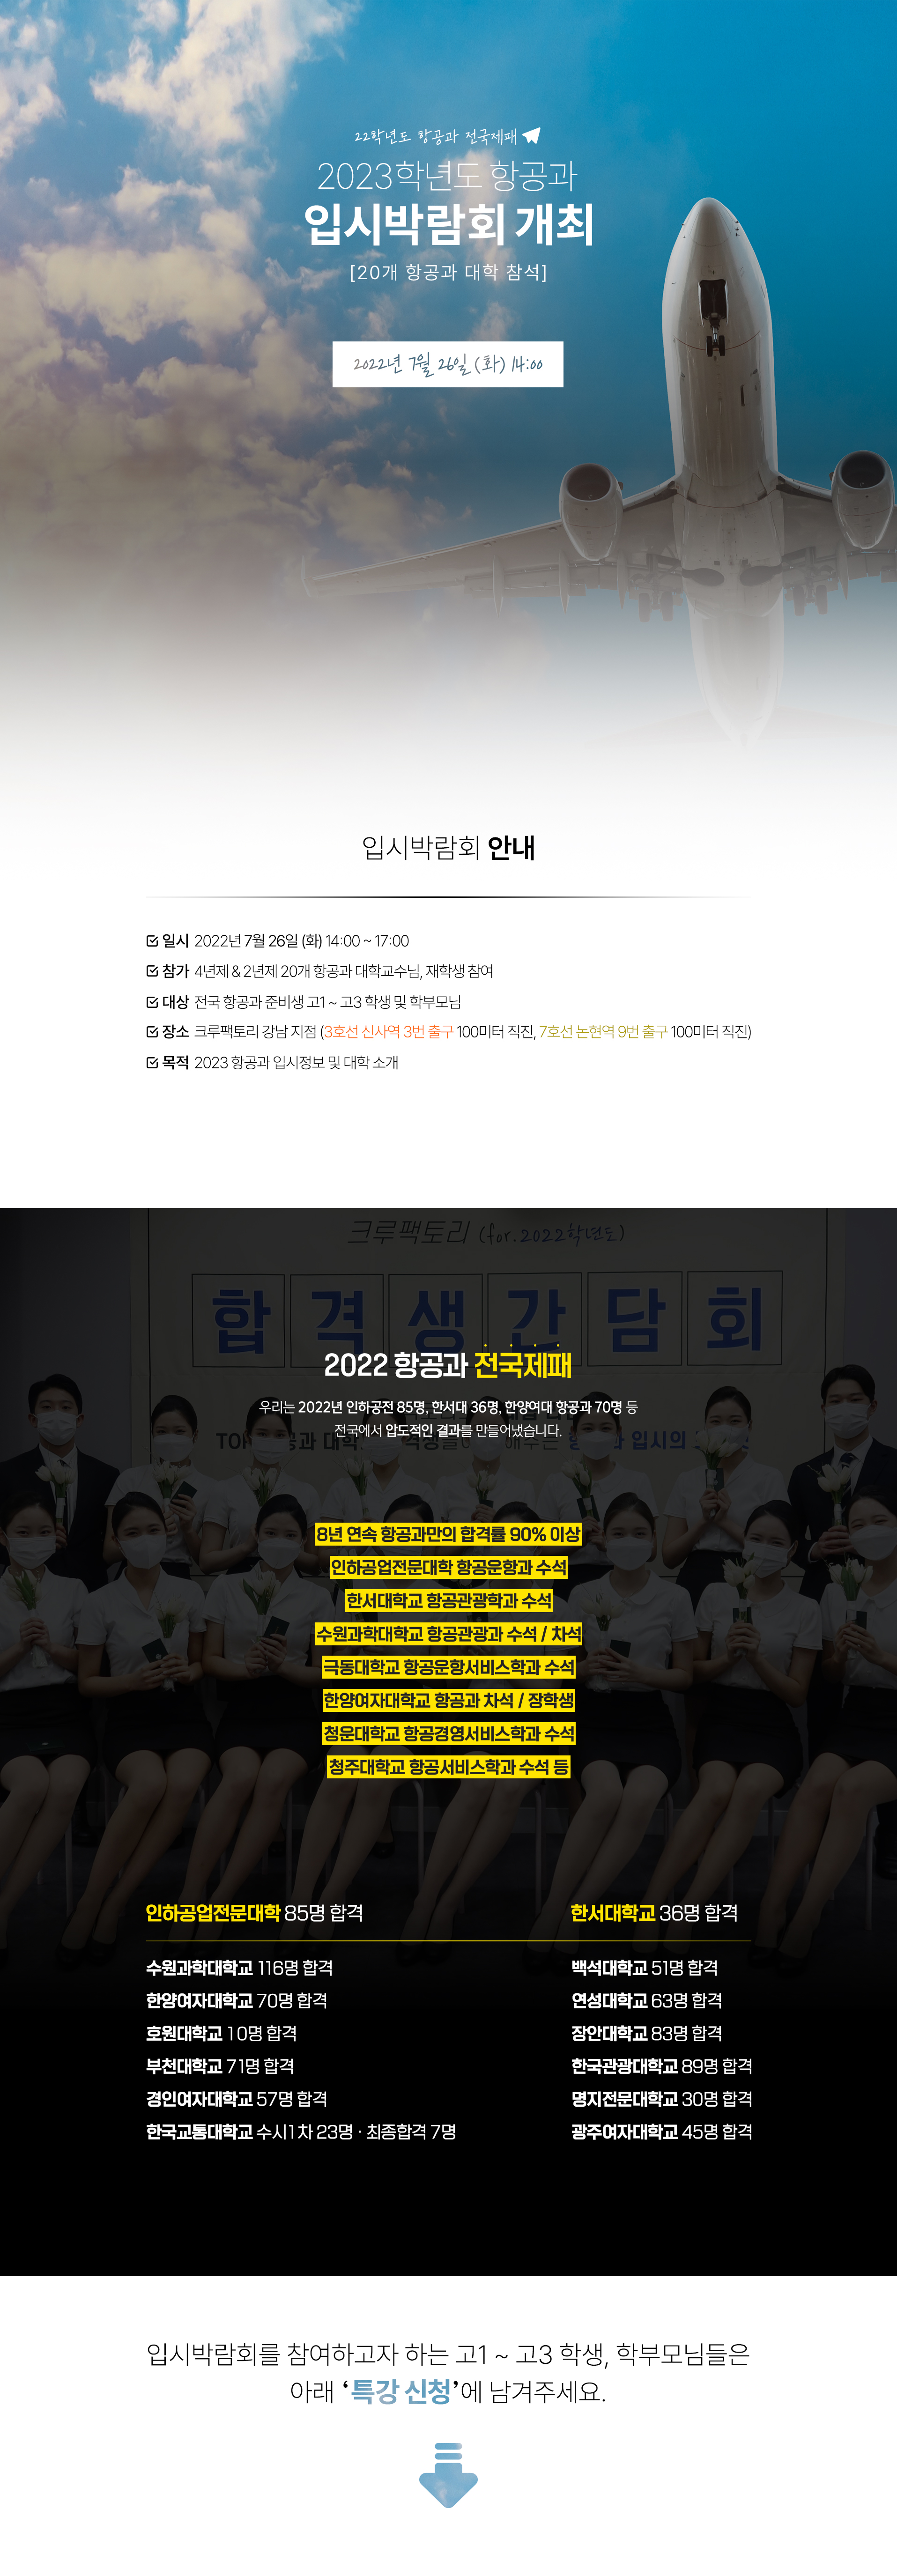 22학년도 항공과 전국제패
2023학년도 항공과
입시박람회 개최
[20개 항공과 대학 참석]
2022년 7월 26일 (화) 14:00
입시박람회 안내
일시 2022년 7월 26일 (화) 14:00 ~ 17:00
참가 4년제 & 2년제 20개 항공과 대학교수님, 재학생 참여
대상 전국 항공과 준비생 고1 ~ 고3 학생 및 학부모님
장소 크루팩토리 강남 지점 (3호선 신사역 3번 출구 100미터 직진, 7호선 논현역 9번 출구 100미터 직진)
목적 2023 항공과 입시정보 및 대학 소개
크루팩토리 (for.2022학년도)
합격생간담회
2022 항공과 전국제패
우리는 2022년 인하공전 85명, 한서대 36명, 한양여대 항공과 70명 등
전국에서 압도적인 결과를 만들어냈습니다.
8년 연속 항공과만의 합격률 90% 이상
인하공업전문대학 항공운항과 수석
한서대학교 항공관광학과 수석
수원과학대학교 항공관광과 수석 / 차석
극동대학교 항공운항서비스학과 수석
한양여자대학교 항공과 차석 / 장학생
청운대학교 항공경영서비스학과 수석
청주대학교 항공서비스학과 수석 등
인하공업전문대학 85명 합격
수원과학대학교 116명 합격
한양여자대학교 70명 합격
호원대학교 10명 합격
부천대학교 71명 합격
경인여자대학교 57명 합격
한국교통대학교 수시1차 23명 · 최종합격 7명
한서대학교 36명 합격
백석대학교 51명 합격
연성대학교 63명 합격
장안대학교 83명 합격
한국관광대학교 89명 합격
명지전문대학교 30명 합격
광주여자대학교 45명 합격
입시박람회를 참여하고자 하는 고1 ~ 고3 학생, 학부모님들은
아래 ‘특강 신청’에 남겨주세요.